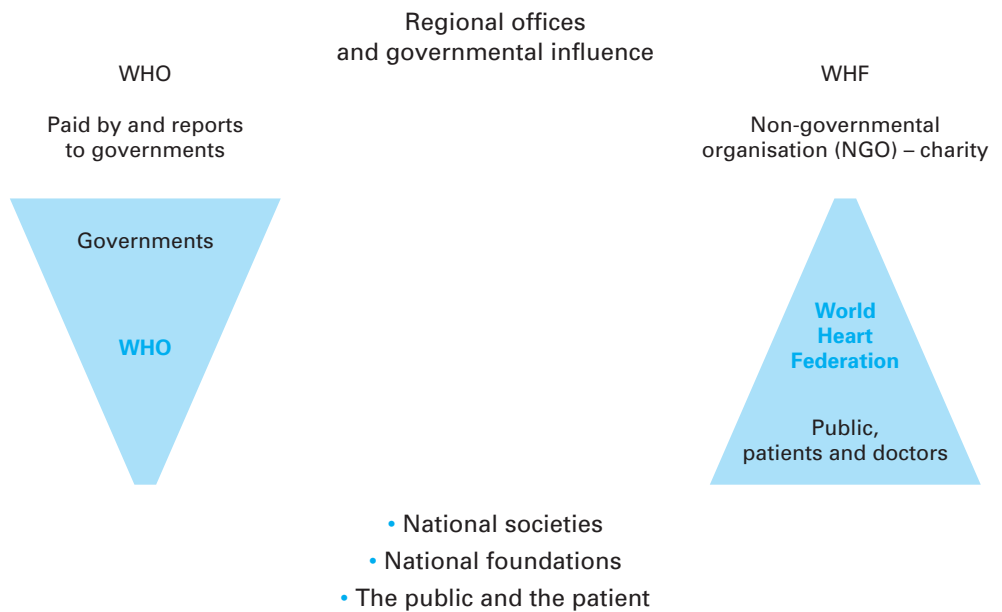 Regional offices
and governmental influence
WHO
Paid by and reports
to governments
Governments
WHO
WHF
Non-governmental
organisation (NGO) – charity
World
Heart
Federation
Public,
patients and doctors
• National societies
• National foundations
• The public and the patient